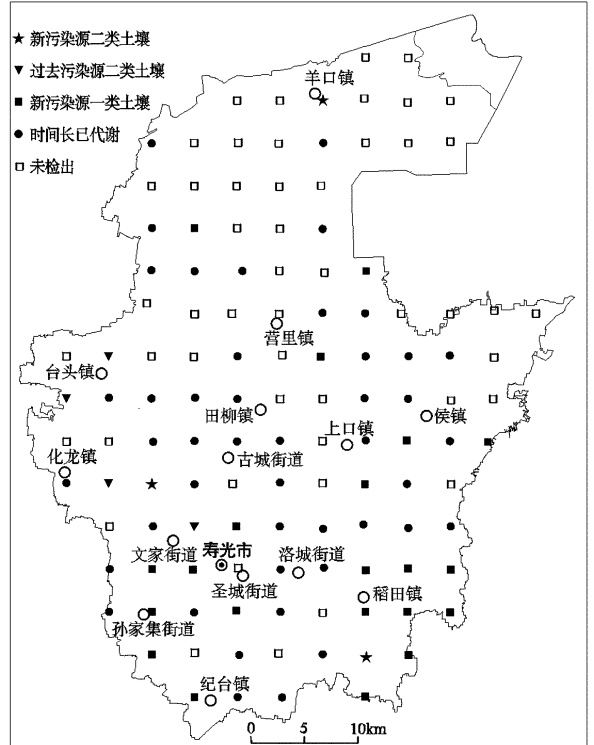 新污染源二类土壤
过去污染源二类土壤
新污染源一类土壤
时间长已代谢
未检出
羊口镇
营里镇
台头镇
田柳镇
侯镇
上口镇
化龙镇
古城街道
文家街道
寿光市
洛城街道
圣城街道
稻田镇
孙家集街道
纪台镇
0 5 10km